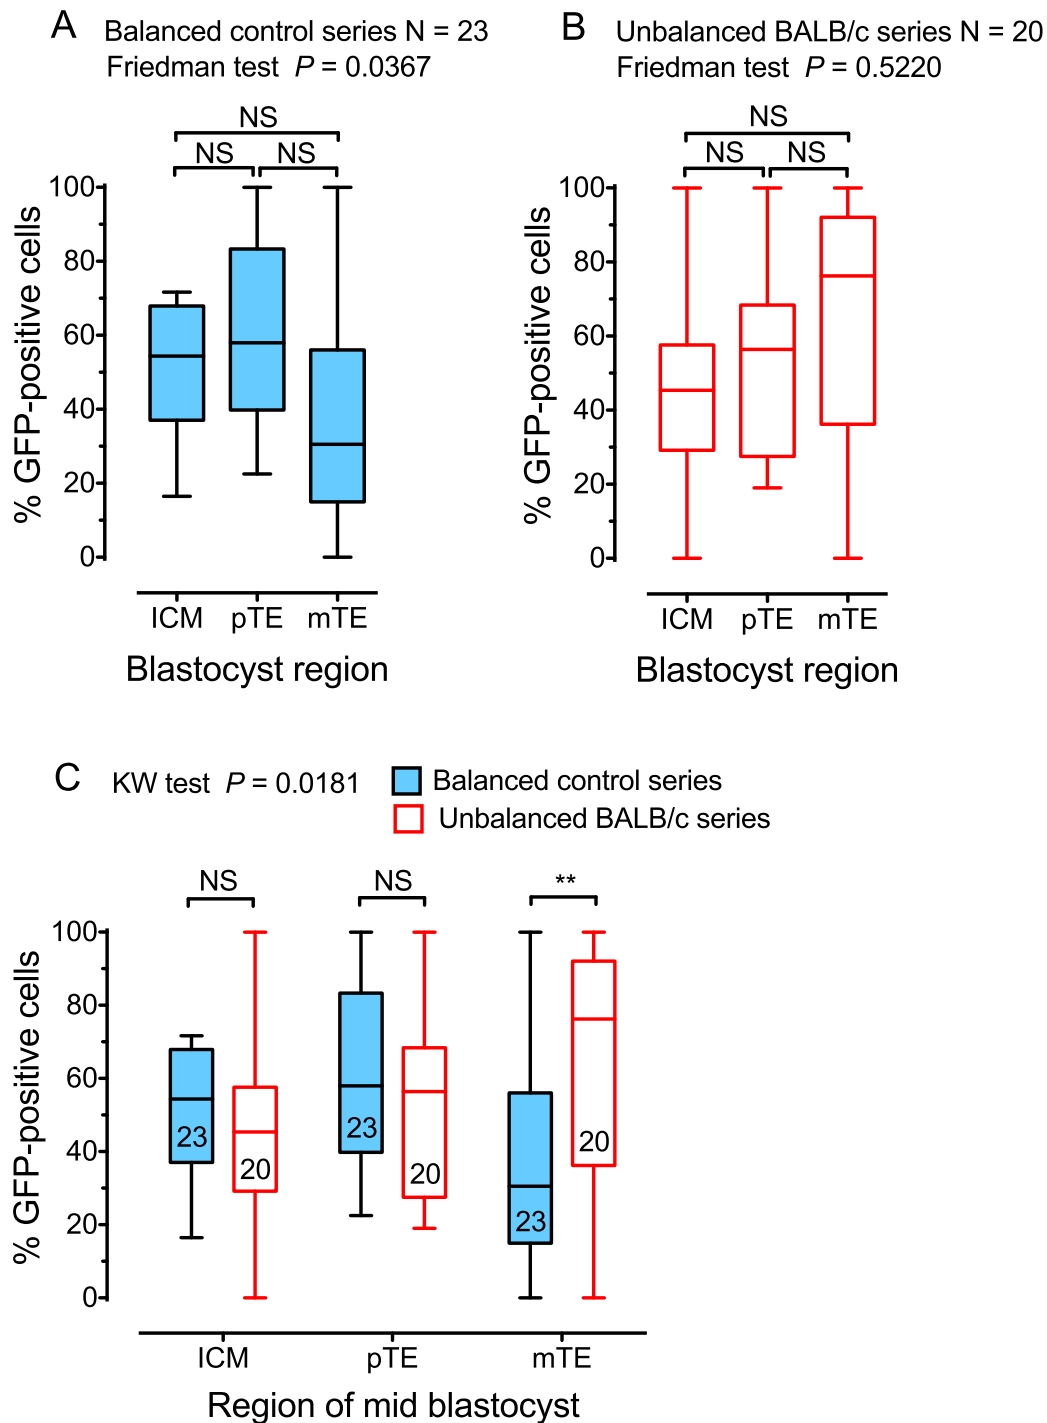 A Balanced control series N = 23
Friedman test P = 0.0367
NS
NS NS
100
80
60
40
20
0
% GFP-positive cells
ICM pTE mTE
Blastocyst region
B Unbalanced BALB/c series N = 20
Friedman test P = 0.5220
NS
NS NS
100
80
60
40
20
0
% GFP-positive cells
ICM pTE mTE
Blastocyst region
C KW test P = 0.0181
Balanced control series
Unbalanced BALB/c series
NS NS **
100
80
60
40
20
0
% GFP-positive cells
23 20 23 20 23 20
ICM pTE mTE
Region of mid blastocyst